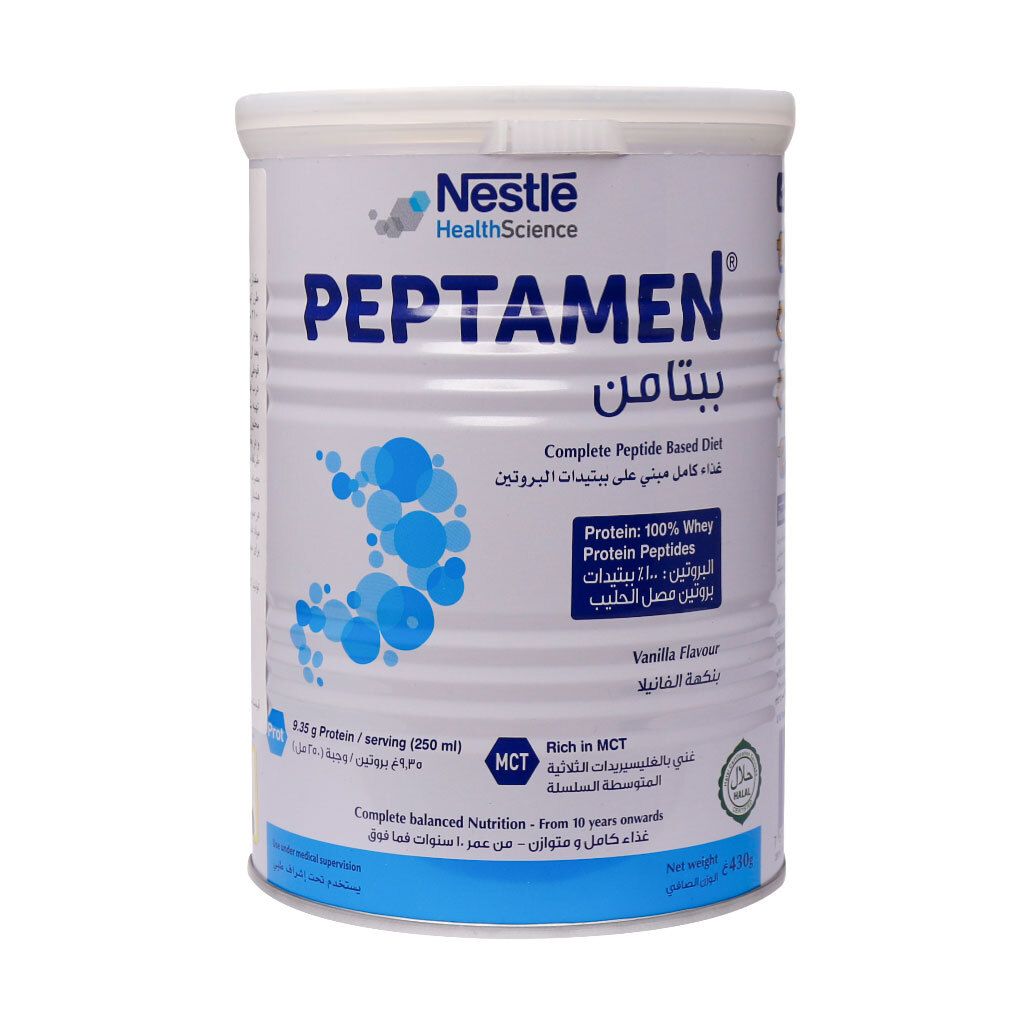 Nestlé
HealthScience
PEPTAMEN®
ببتامن
Complete Peptide Based Diet
غذاء كامل مبني على ببتيدات البروتين
Protein: 100% Whey
Protein Peptides
البروتين: ١٠٠٪ ببتيدات
بروتين مصل الحليب
Vanilla Flavour
بنكهة الفانيلا
Prot
9.35 g Protein / serving (250 ml)
٩,٣٥غ بروتين / وجبة (٢٥٠ مل)
MCT
Rich in MCT
غني بالغليسيريدات الثلاثية
المتوسطة السلسلة
حلال
HALAL
Complete balanced Nutrition - From 10 years onwards
غذاء كامل و متوازن - من عمر ١٠ سنوات فما فوق
Use under medical supervision
يستخدم تحت إشراف طبي
Net weight
الوزن الصافي
430g غ